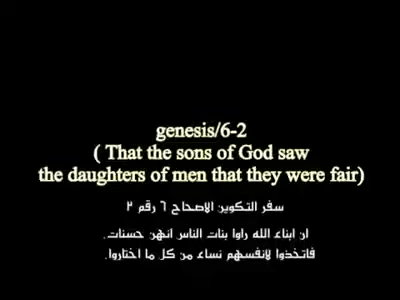 genesis/6-2
( That the sons of God saw
the daughters of men that they were fair)
سفر التكوين الاصحاح ٦ رقم ٢
ان ابناء الله راوا بنات الناس انهن حسنات.
فاتخذوا لانفسهم نساء من كل ما اختاروا.